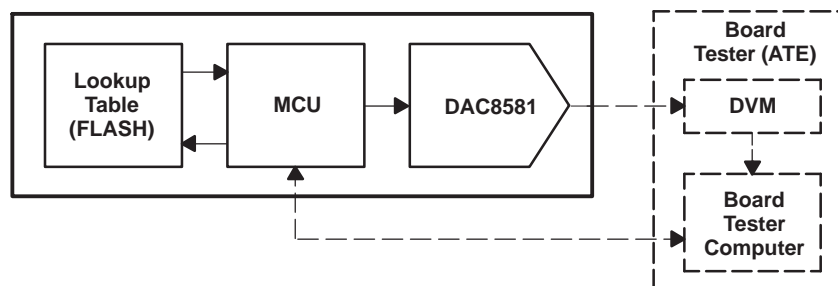 Lookup
Table
(FLASH)
MCU
DAC8581
Board
Tester (ATE)
DVM
Board
Tester
Computer